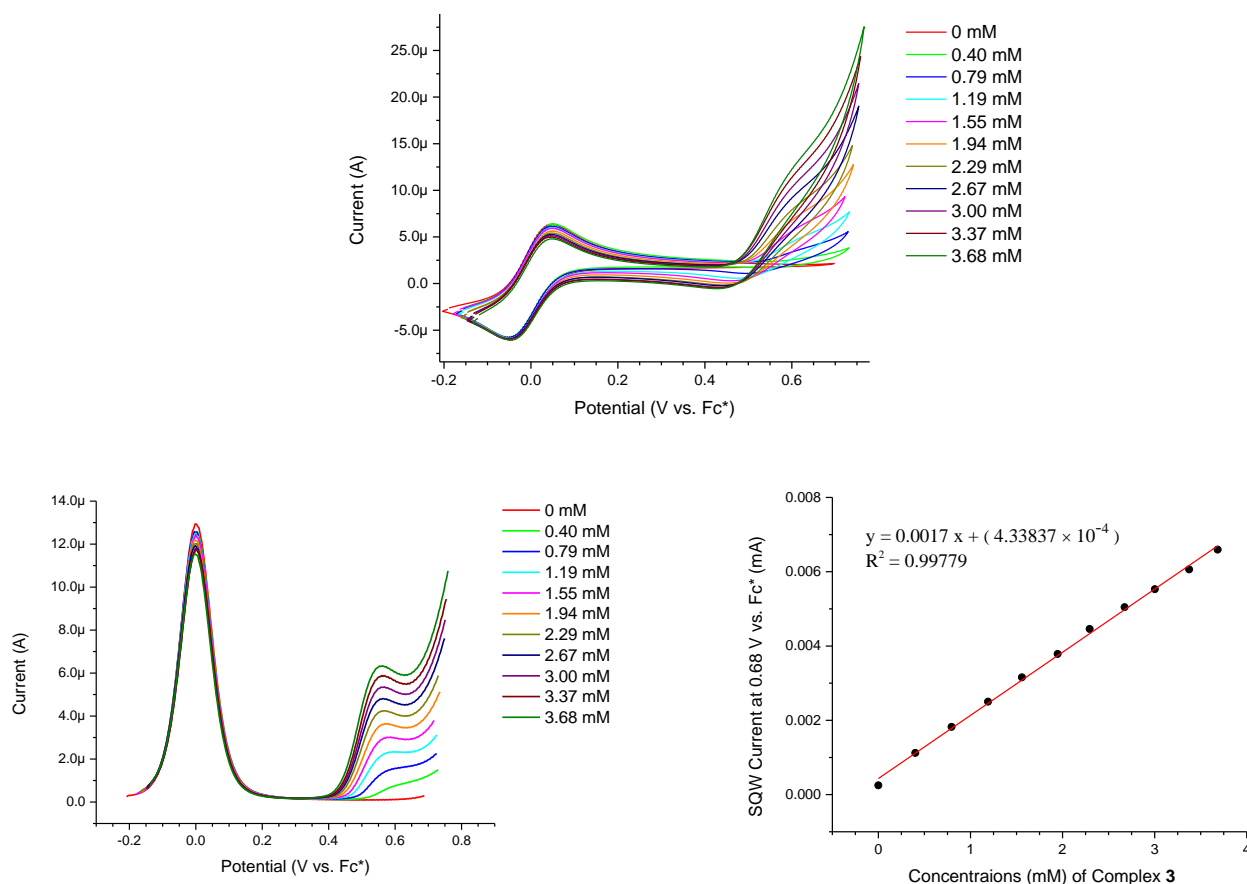 25.0µ
20.0µ
15.0µ
10.0µ
5.0µ
0.0
-5.0µ
Current (A)
-0.2 0.0 0.2 0.4 0.6
Potential (V vs. Fc*)
0 mM
0.40 mM
0.79 mM
1.19 mM
1.55 mM
1.94 mM
2.29 mM
2.67 mM
3.00 mM
3.37 mM
3.68 mM
14.0µ
12.0µ
10.0µ
8.0µ
6.0µ
4.0µ
2.0µ
0.0
Current (A)
-0.2 0.0 0.2 0.4 0.6 0.8
Potential (V vs. Fc*)
0 mM
0.40 mM
0.79 mM
1.19 mM
1.55 mM
1.94 mM
2.29 mM
2.67 mM
3.00 mM
3.37 mM
3.68 mM
0.008
0.006
0.004
0.002
0.000
SQW Current at 0.68 V vs. Fc* (mA)
y = 0.0017 x + ( 4.33837 × 10⁻⁴ )
R² = 0.99779
0 1 2 3 4
Concentraions (mM) of Complex 3